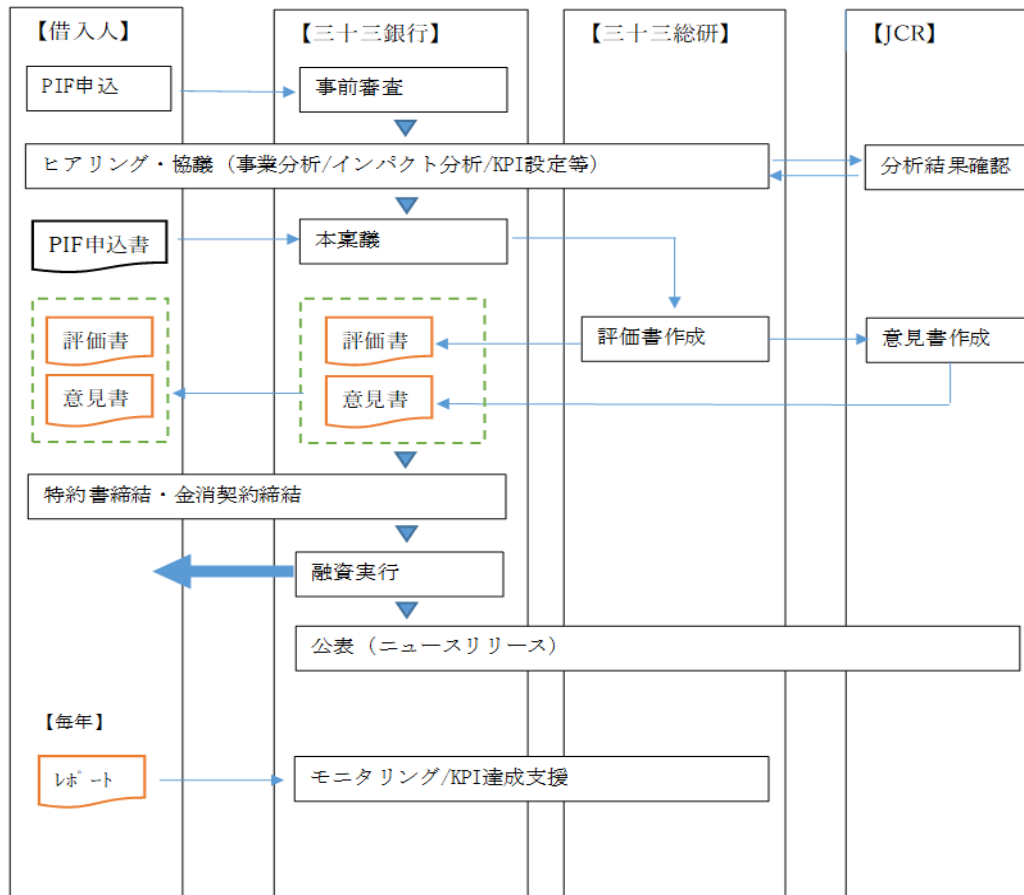 【借入人】
【三十三銀行】
【三十三総研】
【JCR】
PIF申込
事前審査
ヒアリング・協議（事業分析/インパクト分析/KPI設定等）
分析結果確認
PIF申込書
本稟議
評価書
評価書
評価書作成
意見書作成
意見書
意見書
特約書締結・金消契約締結
融資実行
公表（ニュースリリース）
【毎年】
ﾚﾎﾟｰﾄ
モニタリング/KPI達成支援